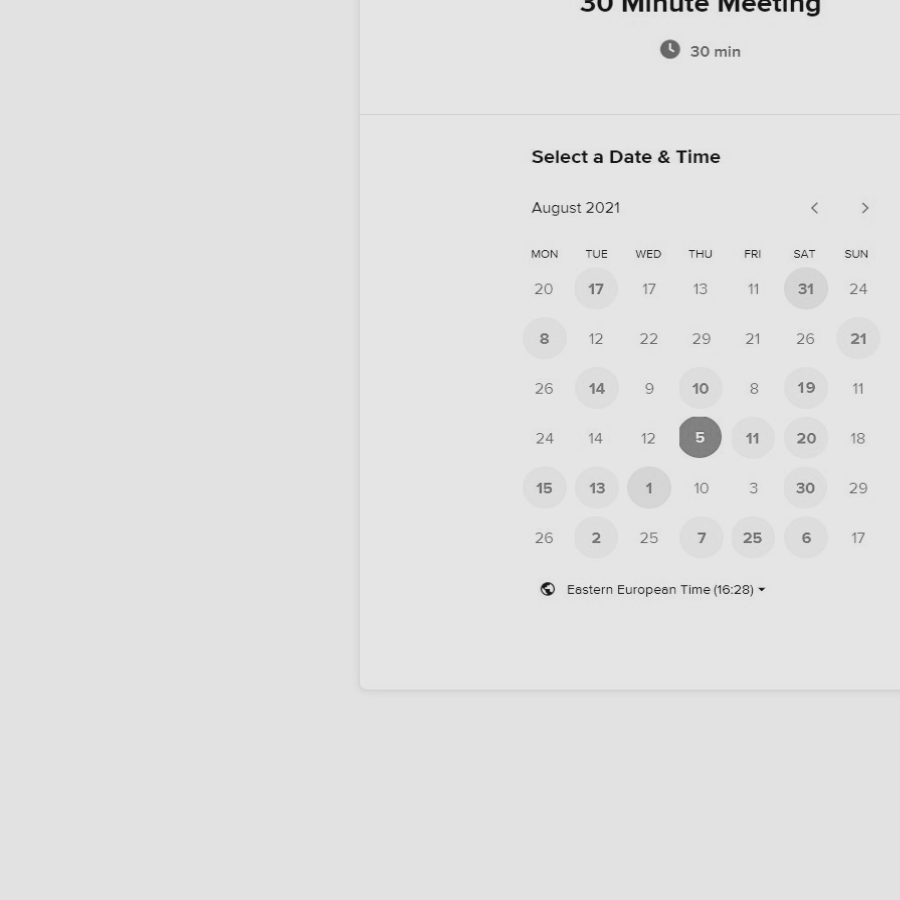 30 Minute Meeting
30 min
Select a Date & Time
August 2021
MON TUE WED THU FRI SAT SUN
20 17 17 13 11 31 24
8 12 22 29 21 26 21
26 14 9 10 8 19 11
24 14 12 5 11 20 18
15 13 1 10 3 30 29
26 2 25 7 25 6 17
Eastern European Time (16:28)